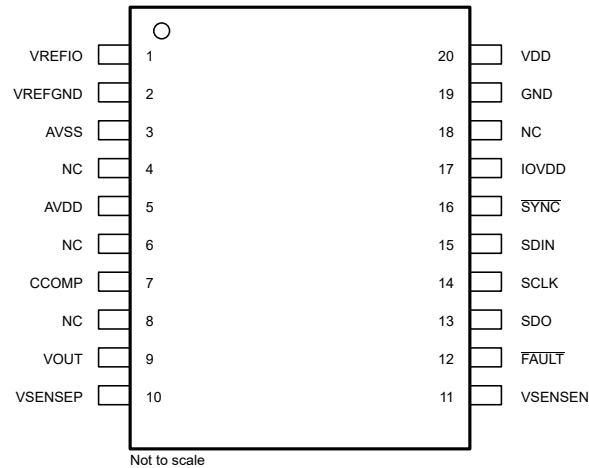 VREFIO 1 20 VDD
VREFGND 2 19 GND
AVSS 3 18 NC
NC 4 17 IOVDD
AVDD 5 16 SYNC
NC 6 15 SDIN
CCOMP 7 14 SCLK
NC 8 13 SDO
VOUT 9 12 FAULT
VSENSEP 10 11 VSENSEN
Not to scale